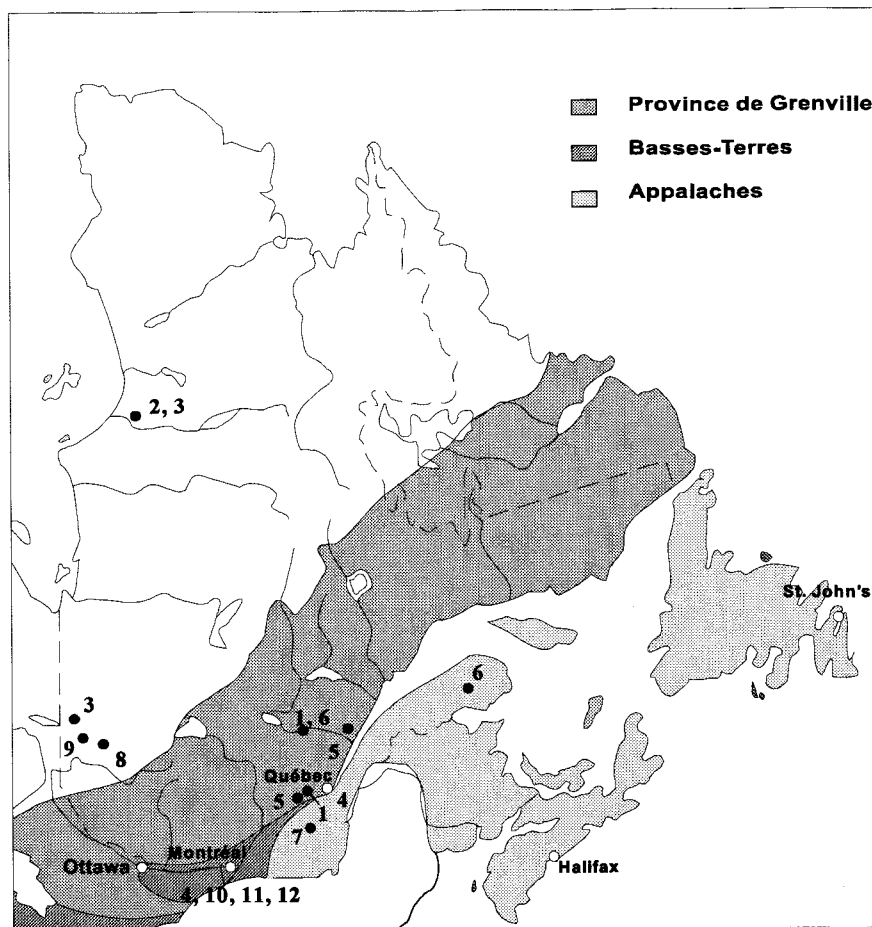 Province de Grenville
Basses-Terres
Appalaches
2, 3
St. John's
6
3
1, 6
9
8
5
Québec
5
4
1
7
Ottawa
Montréal
Halifax
4, 10, 11, 12